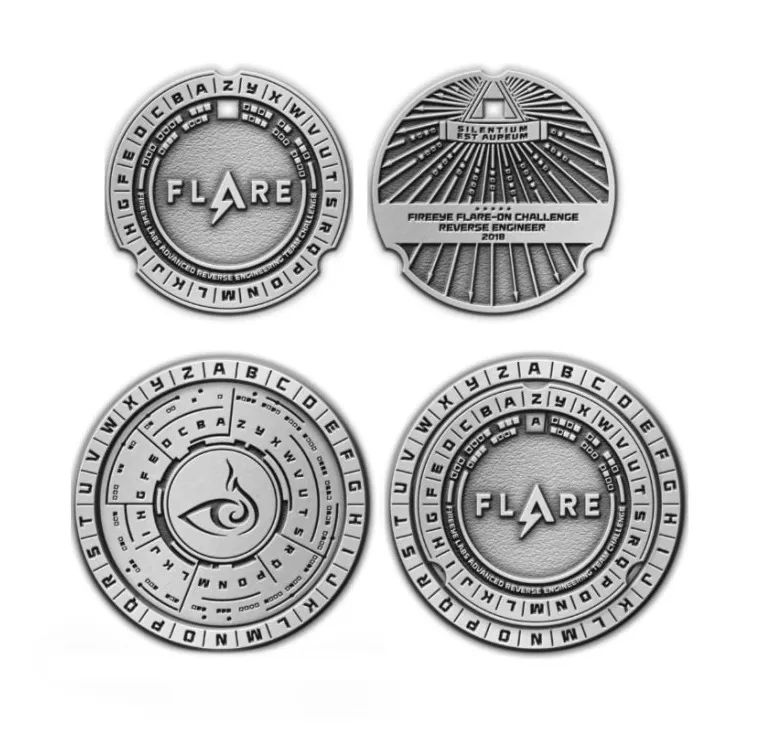 A Z Y X W V U T S R Q P O N M L K J I H G F E D C B
FLARE
FIREEYE LABS ADVANCED REVERSE ENGINEERING TEAM CHALLENGE
SILENTIUM
EST AUREUM
FIREEYE FLARE-ON CHALLENGE
REVERSE ENGINEER
2018
A B C D E F G H I J K L M N O P Q R S T U V W X Y Z
A Z Y X W V U T S R Q P O N M L K J I H G F E D C B
A B C D E F G H I J K L M N O P Q R S T U V W X Y Z
A Z Y X W V U T S R Q P O N M L K J I H G F E D C B
A
FLARE
FIREEYE LABS ADVANCED REVERSE ENGINEERING TEAM CHALLENGE